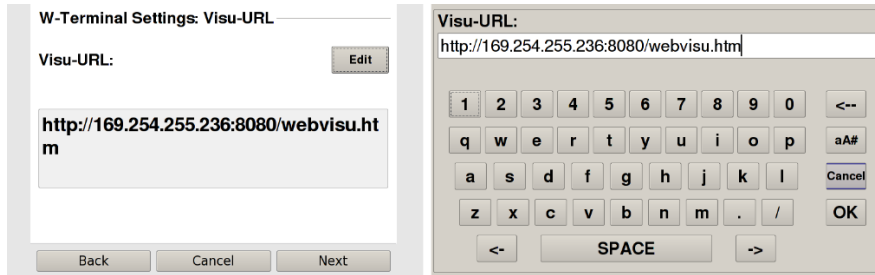 W-Terminal Settings: Visu-URL
Visu-URL:
Edit
http://169.254.255.236:8080/webvisu.ht
m
Back Cancel Next
Visu-URL:
http://169.254.255.236:8080/webvisu.htm
1 2 3 4 5 6 7 8 9 0 <--
q w e r t y u i o p aA#
a s d f g h j k l Cancel
z x c v b n m . / OK
<- SPACE ->